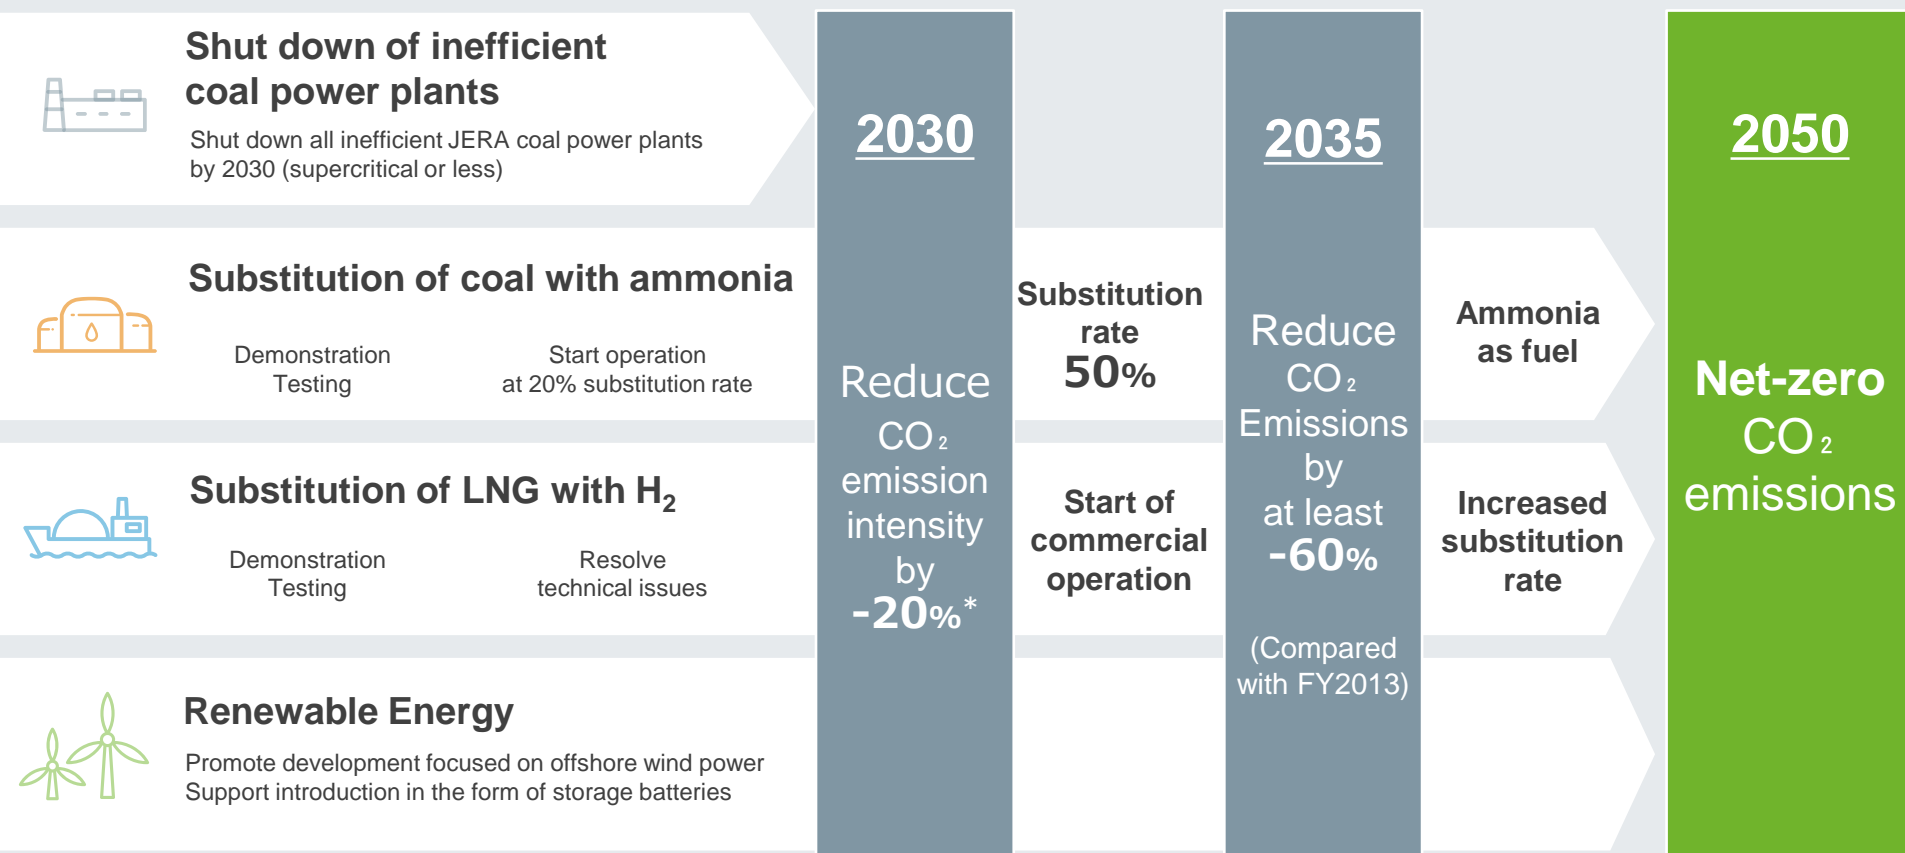 Shut down of inefficient
coal power plants
Shut down all inefficient JERA coal power plants
by 2030 (supercritical or less)
Substitution of coal with ammonia
Demonstration
Testing
Start operation
at 20% substitution rate
Substitution of LNG with H₂
Demonstration
Testing
Resolve
technical issues
Renewable Energy
Promote development focused on offshore wind power
Support introduction in the form of storage batteries
2030
Reduce
CO₂
emission
intensity
by
-20%*
Substitution
rate
50%
Start of
commercial
operation
2035
Reduce
CO₂
Emissions
by
at least
-60%
(Compared
with FY2013)
Ammonia
as fuel
Increased
substitution
rate
2050
Net-zero
CO₂
emissions